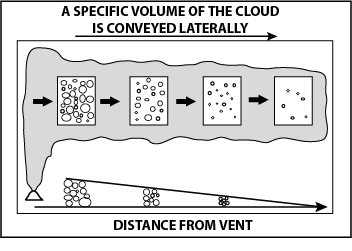 A SPECIFIC VOLUME OF THE CLOUD
IS CONVEYED LATERALLY
DISTANCE FROM VENT